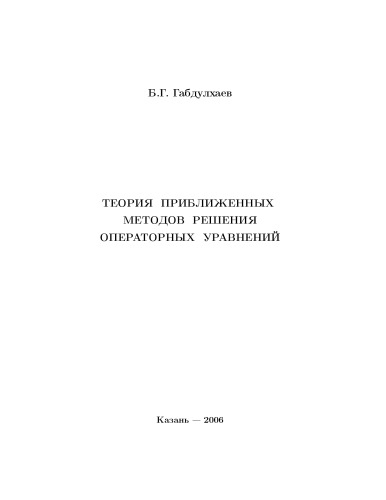 Б.Г. Габдулхаев
ТЕОРИЯ ПРИБЛИЖЕННЫХ
МЕТОДОВ РЕШЕНИЯ
ОПЕРАТОРНЫХ УРАВНЕНИЙ
Казань — 2006